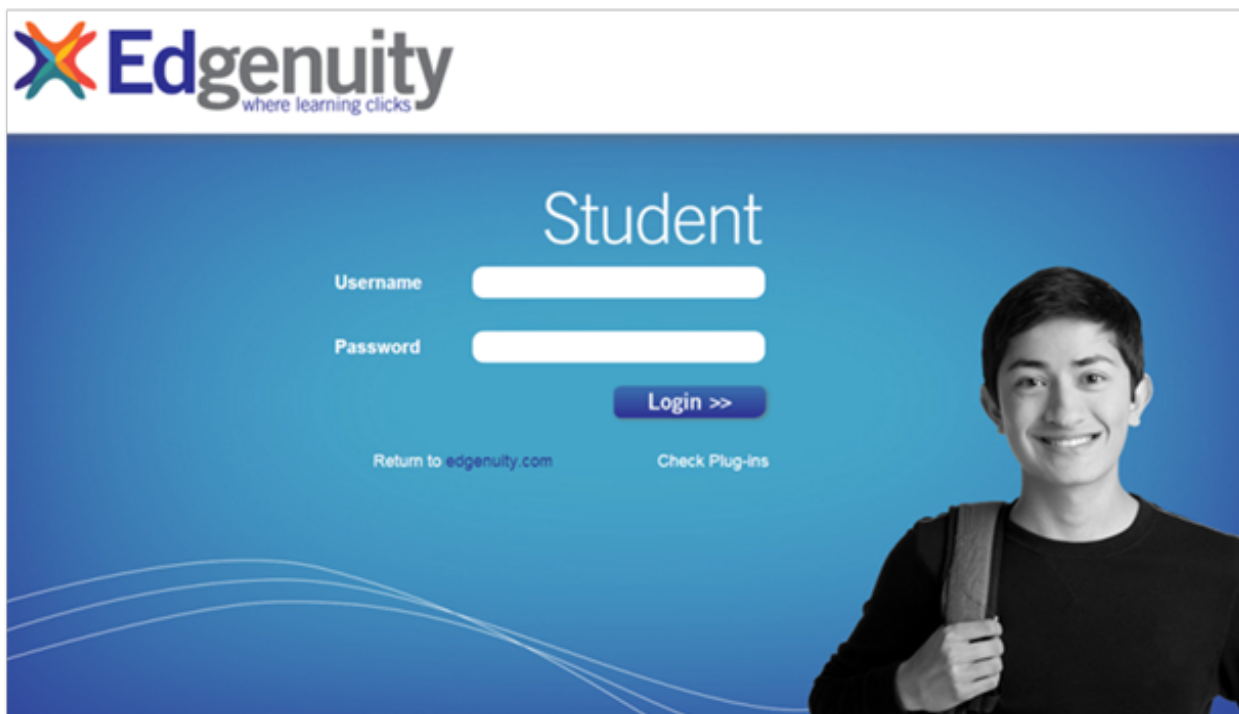 Edgenuity
where learning clicks
Student
Username
Password
Login >>
Return to edgenuity.com Check Plug-ins